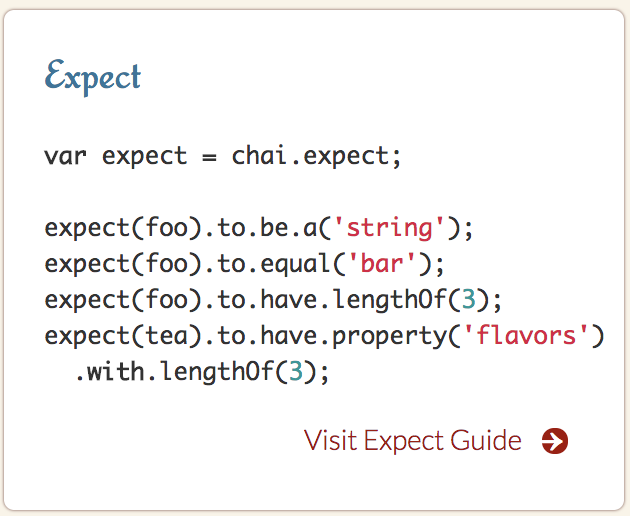 Expect
var expect = chai.expect;
expect(foo).to.be.a('string');
expect(foo).to.equal('bar');
expect(foo).to.have.lengthOf(3);
expect(tea).to.have.property('flavors')
  .with.lengthOf(3);
Visit Expect Guide